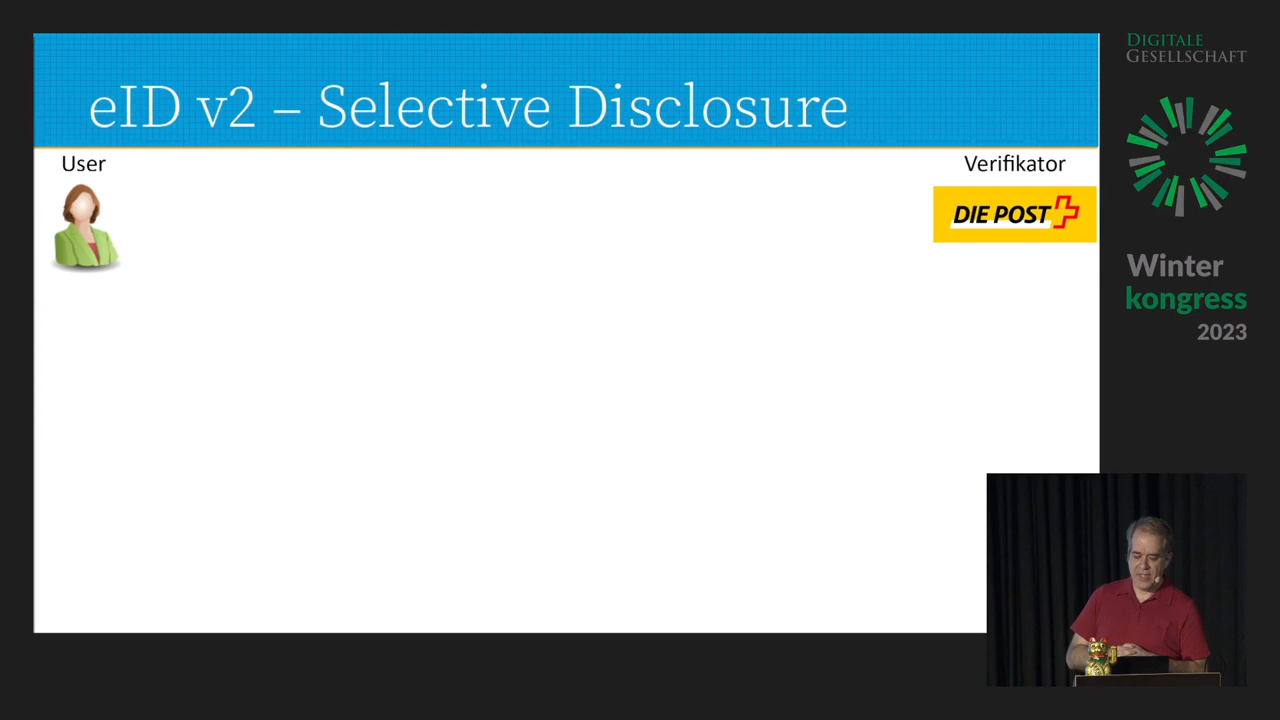 eID v2 – Selective Disclosure
User
Verifikator
DIE POST
DIGITALE
GESELLSCHAFT
Winter
kongress
2023